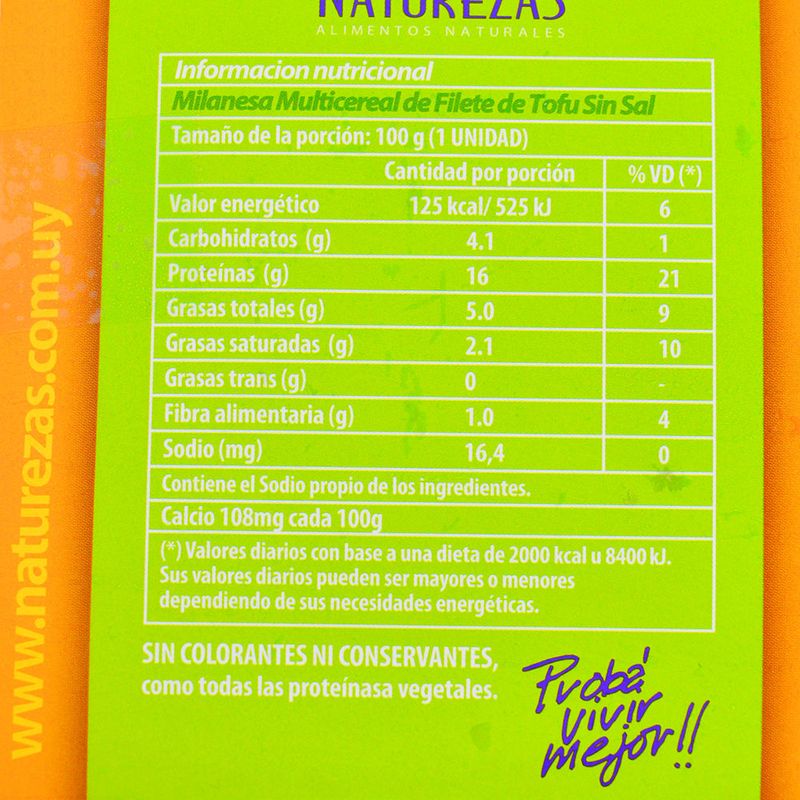 NATUREZAS
ALIMENTOS NATURALES
Informacion nutricional
Milanesa Multicereal de Filete de Tofu Sin Sal
Tamaño de la porción: 100 g (1 UNIDAD)
Cantidad por porción % VD (*)
Valor energético 125 kcal/ 525 kJ 6
Carbohidratos (g) 4.1 1
Proteínas (g) 16 21
Grasas totales (g) 5.0 9
Grasas saturadas (g) 2.1 10
Grasas trans (g) 0 -
Fibra alimentaria (g) 1.0 4
Sodio (mg) 16,4 0
Contiene el Sodio propio de los ingredientes.
Calcio 108mg cada 100g
(*) Valores diarios con base a una dieta de 2000 kcal u 8400 kJ.
Sus valores diarios pueden ser mayores o menores
dependiendo de sus necesidades energéticas.
SIN COLORANTES NI CONSERVANTES,
como todas las proteínasa vegetales.
Probá
vivir
mejor!!
www.naturezas.com.uy